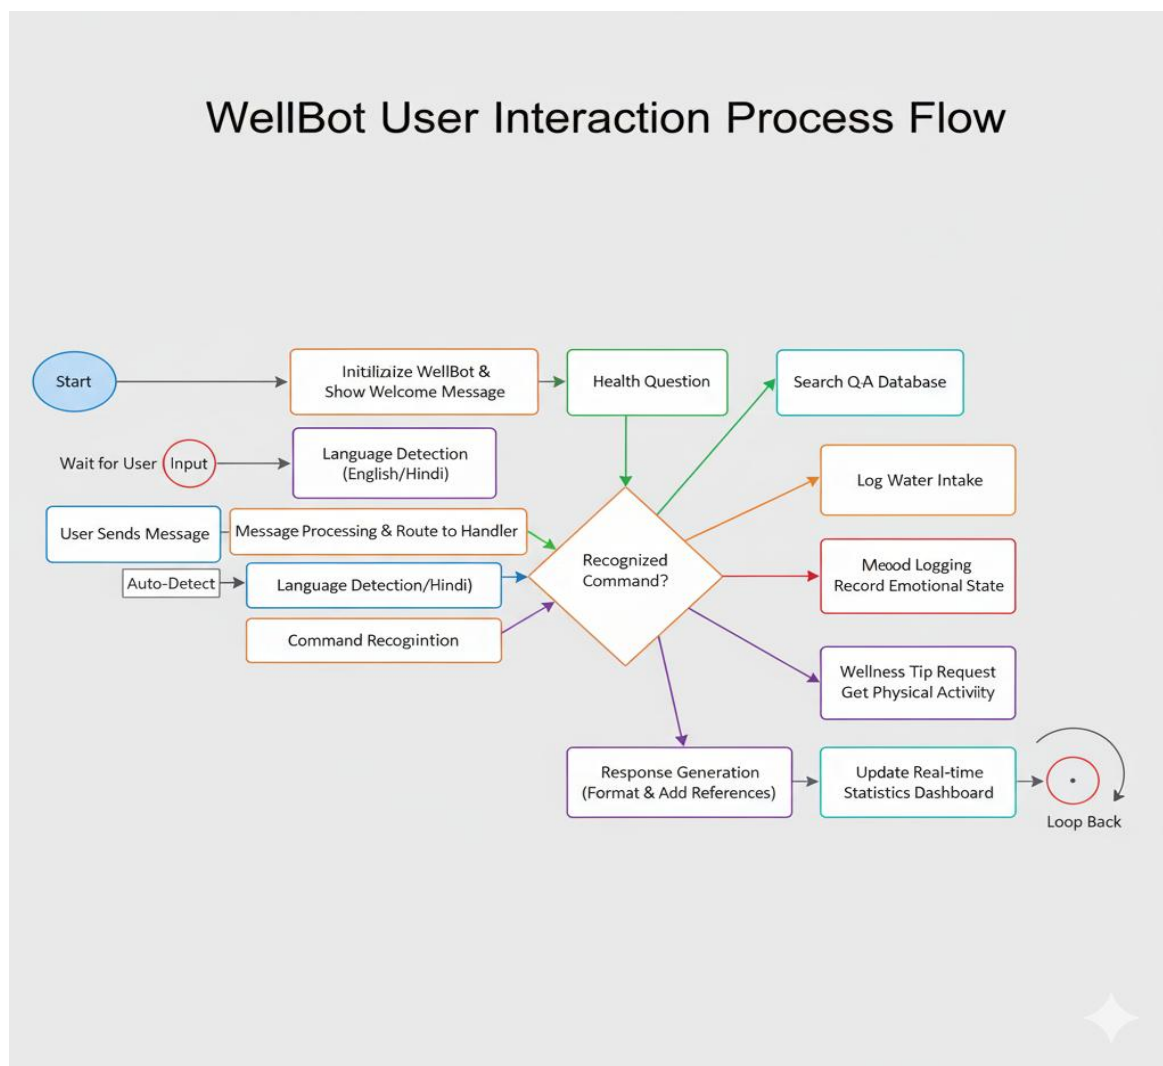 WellBot User Interaction Process Flow
Start
Initilizaize WellBot &
Show Welcome Message
Health Question
Search Q-A Database
Wait for User Input
Language Detection
(English/Hindi)
Log Water Intake
User Sends Message
Message Processing & Route to Handler
Recognized
Command?
Meood Logging
Record Emotional State
Auto-Detect
Language Detection/Hindi)
Command Recogiintion
Wellness Tip Request
Get Physical Activiity
Response Generation
(Format & Add References)
Update Real-time
Statistics Dashboard
Loop Back